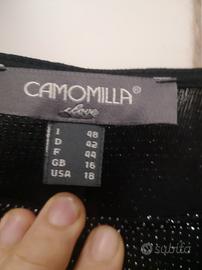 CAMOMILLA®
Love
I 48
D 42
F 44
GB 16
USA 18
subito